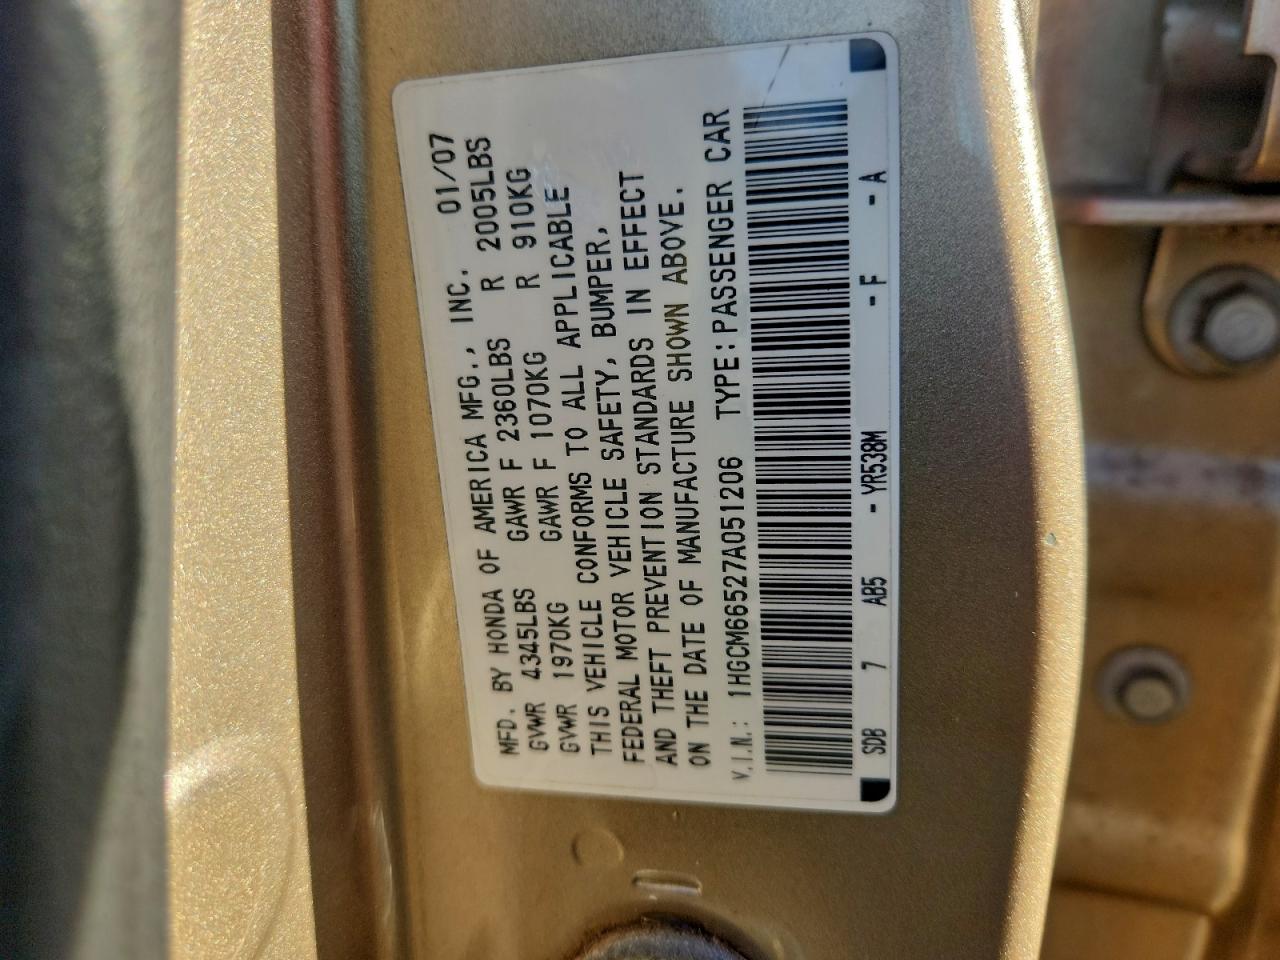 MFD. BY HONDA OF AMERICA MFG., INC. 01/07
GVWR 4345LBS GAWR F 2360LBS R 2005LBS
GVWR 1970KG GAWR F 1070KG R 910KG
THIS VEHICLE CONFORMS TO ALL APPLICABLE
FEDERAL MOTOR VEHICLE SAFETY, BUMPER,
AND THEFT PREVENTION STANDARDS IN EFFECT
ON THE DATE OF MANUFACTURE SHOWN ABOVE.
V.I.N.: 1HGCM66527A051206 TYPE:PASSENGER CAR
SDB 7 AB5 - YR538M - F - A